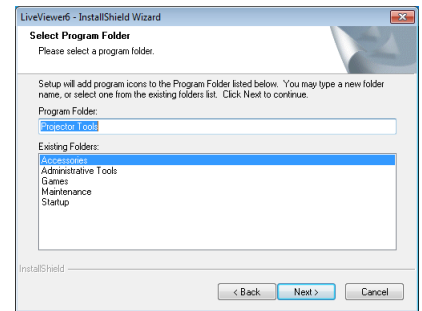 LiveViewer6 - InstallShield Wizard
Select Program Folder
Please select a program folder.
Setup will add program icons to the Program Folder listed below. You may type a new folder
name, or select one from the existing folders list. Click Next to continue.
Program Folder:
Projector Tools
Existing Folders:
Accessories
Administrative Tools
Games
Maintenance
Startup
InstallShield
< Back
Next >
Cancel